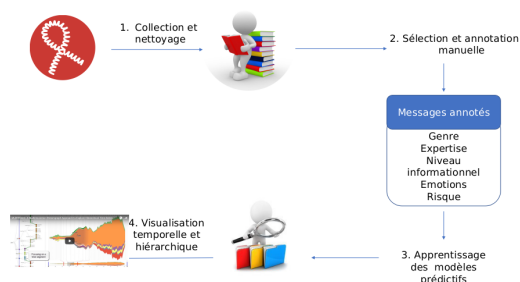 1. Collection et
nettoyage
2. Sélection et annotation
manuelle
Messages annotés
Genre
Expertise
Niveau
informationnel
Emotions
Risque
3. Apprentissage
des modèles
prédictifs
4. Visualisation
temporelle et
hiérarchique